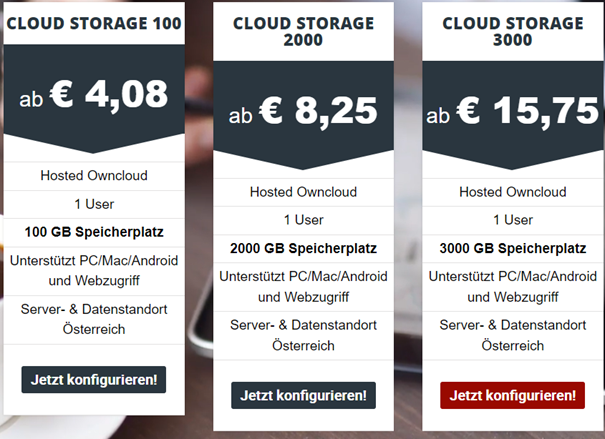 CLOUD STORAGE 100
ab € 4,08
Hosted Owncloud
1 User
100 GB Speicherplatz
Unterstützt PC/Mac/Android
und Webzugriff
Server- & Datenstandort
Österreich
Jetzt konfigurieren!
CLOUD STORAGE
2000
ab € 8,25
Hosted Owncloud
1 User
2000 GB Speicherplatz
Unterstützt PC/Mac/Android
und Webzugriff
Server- & Datenstandort
Österreich
Jetzt konfigurieren!
CLOUD STORAGE
3000
ab € 15,75
Hosted Owncloud
1 User
3000 GB Speicherplatz
Unterstützt PC/Mac/Android
und Webzugriff
Server- & Datenstandort
Österreich
Jetzt konfigurieren!